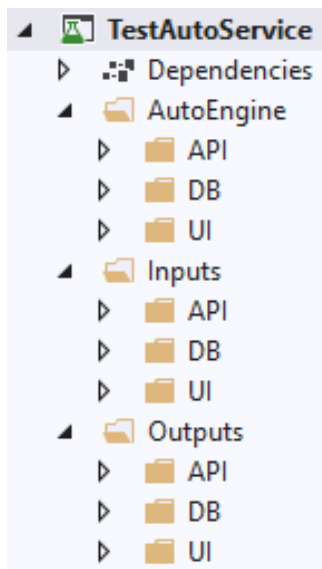 TestAutoService
Dependencies
AutoEngine
API
DB
UI
Inputs
API
DB
UI
Outputs
API
DB
UI